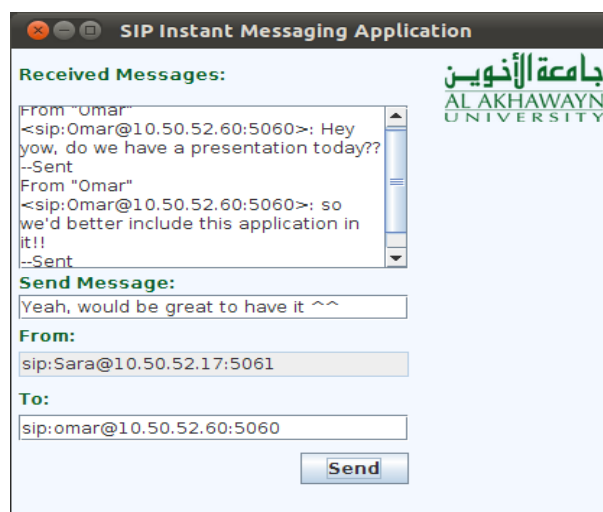 SIP Instant Messaging Application
Received Messages:
جامعة الأخوين
AL AKHAWAYN
UNIVERSITY
From "Omar"
<sip:Omar@10.50.52.60:5060>: Hey
yow, do we have a presentation today??
--Sent
From "Omar"
<sip:Omar@10.50.52.60:5060>: so
we'd better include this application in
it!!
--Sent
Send Message:
Yeah, would be great to have it ^^
From:
sip:Sara@10.50.52.17:5061
To:
sip:omar@10.50.52.60:5060
Send